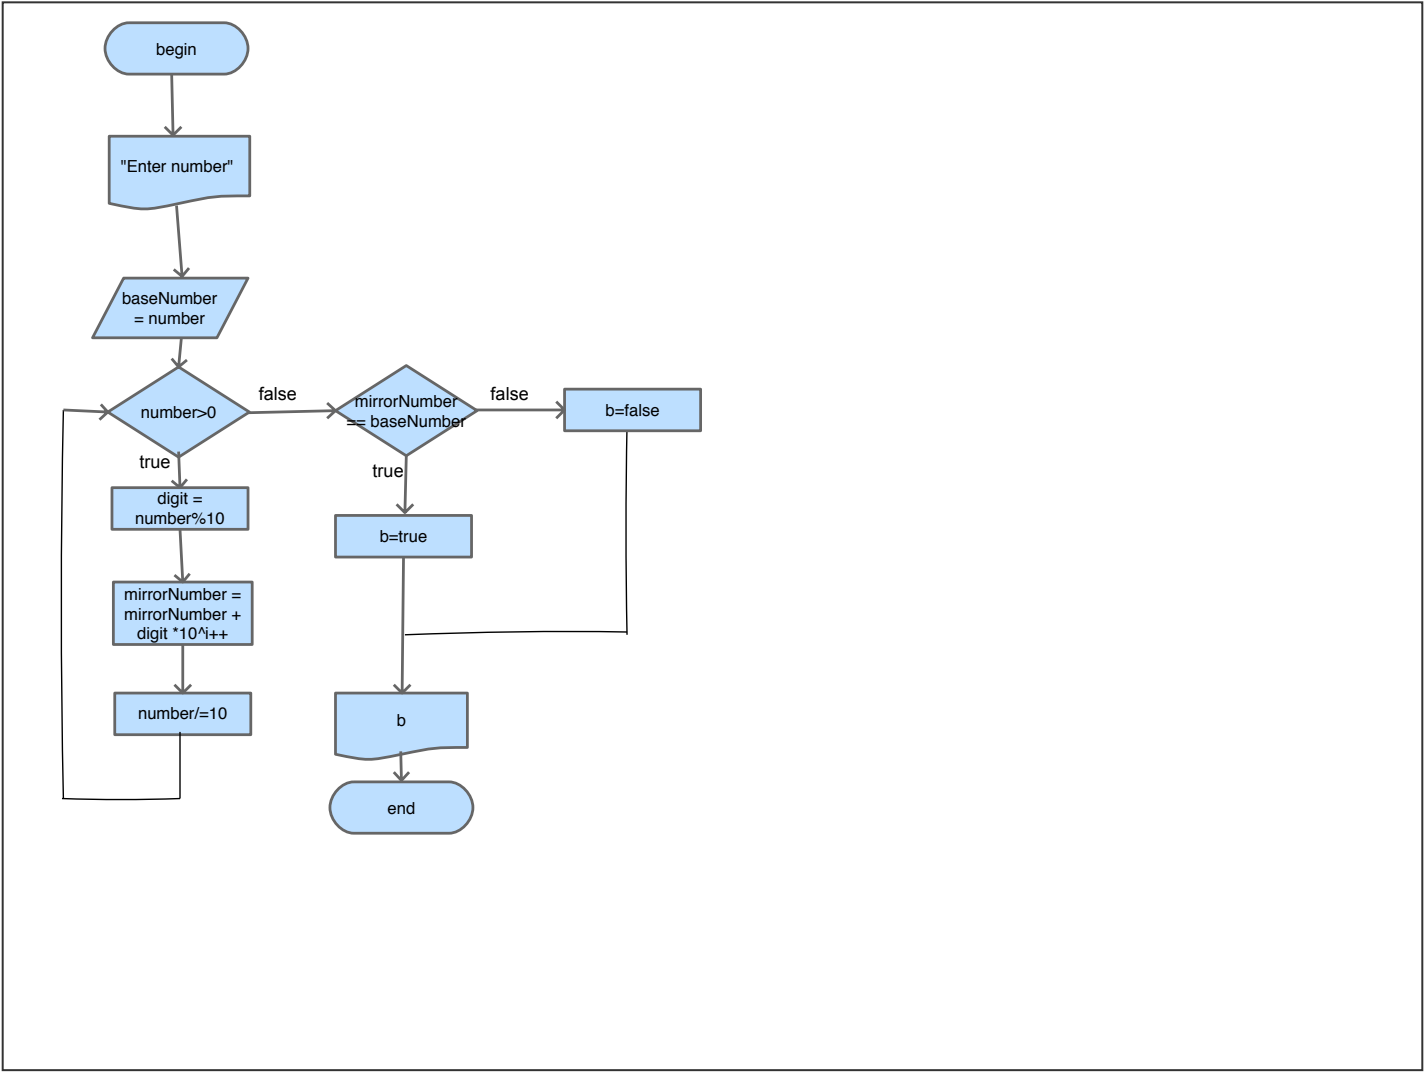 begin
"Enter number"
baseNumber
= number
number>0
false
mirrorNumber
== baseNumber
false
b=false
true
digit =
number%10
mirrorNumber =
mirrorNumber +
digit *10^i++
number/=10
true
b=true
b
end